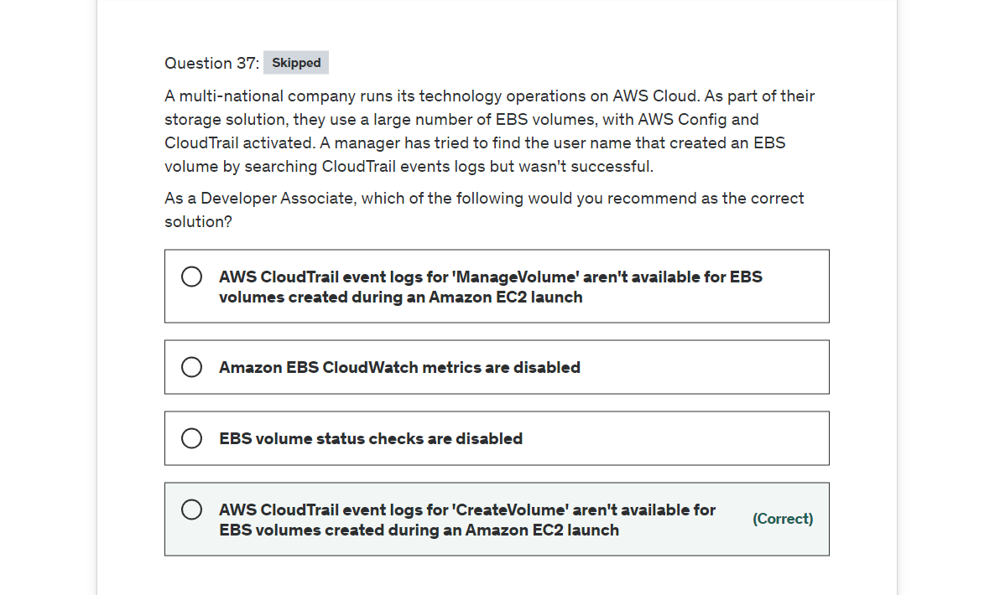 Question 37: Skipped
A multi-national company runs its technology operations on AWS Cloud. As part of their
storage solution, they use a large number of EBS volumes, with AWS Config and
CloudTrail activated. A manager has tried to find the user name that created an EBS
volume by searching CloudTrail events logs but wasn't successful.
As a Developer Associate, which of the following would you recommend as the correct
solution?
AWS CloudTrail event logs for 'ManageVolume' aren't available for EBS
volumes created during an Amazon EC2 launch
Amazon EBS CloudWatch metrics are disabled
EBS volume status checks are disabled
AWS CloudTrail event logs for 'CreateVolume' aren't available for
EBS volumes created during an Amazon EC2 launch
(Correct)